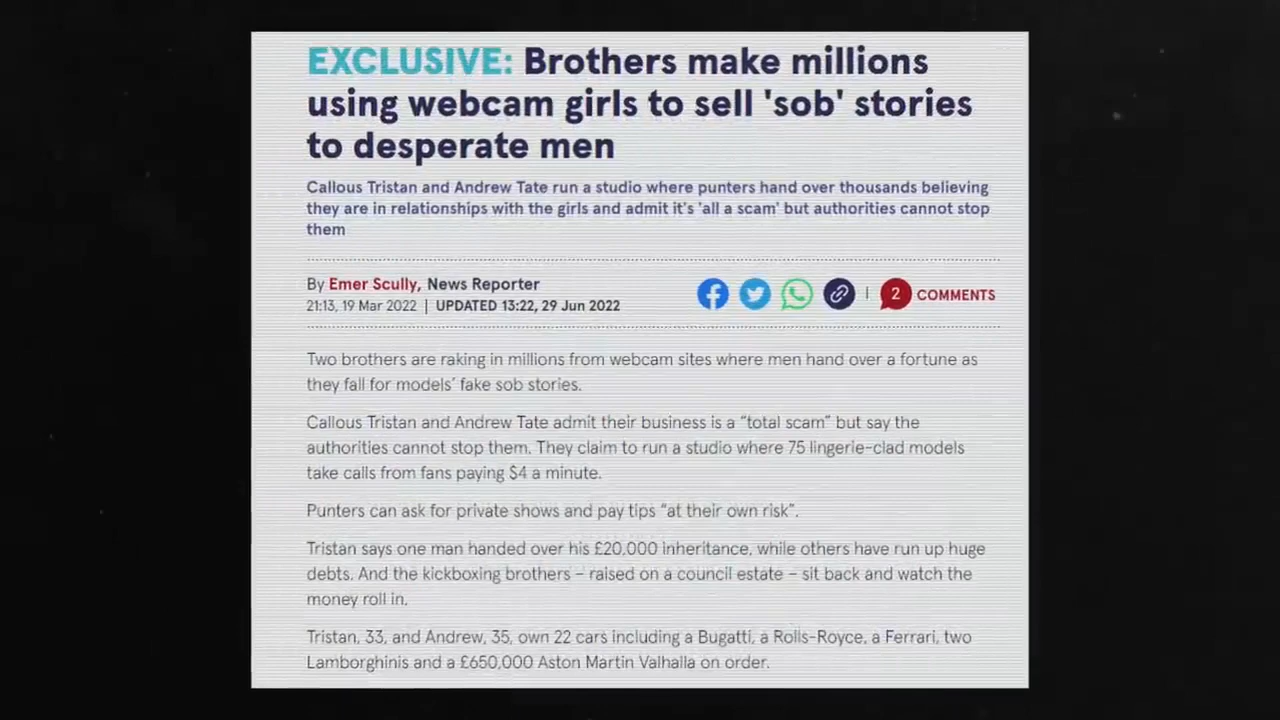 EXCLUSIVE: Brothers make millions
using webcam girls to sell 'sob' stories
to desperate men
Callous Tristan and Andrew Tate run a studio where punters hand over thousands believing
they are in relationships with the girls and admit it's 'all a scam' but authorities cannot stop
them
By Emer Scully, News Reporter
21:13, 19 Mar 2022 | UPDATED 13:22, 29 Jun 2022
2 COMMENTS
Two brothers are raking in millions from webcam sites where men hand over a fortune as
they fall for models’ fake sob stories.
Callous Tristan and Andrew Tate admit their business is a “total scam” but say the
authorities cannot stop them. They claim to run a studio where 75 lingerie-clad models
take calls from fans paying $4 a minute.
Punters can ask for private shows and pay tips “at their own risk”.
Tristan says one man handed over his £20,000 inheritance, while others have run up huge
debts. And the kickboxing brothers – raised on a council estate – sit back and watch the
money roll in.
Tristan, 33, and Andrew, 35, own 22 cars including a Bugatti, a Rolls-Royce, a Ferrari, two
Lamborghinis and a £650,000 Aston Martin Valhalla on order.